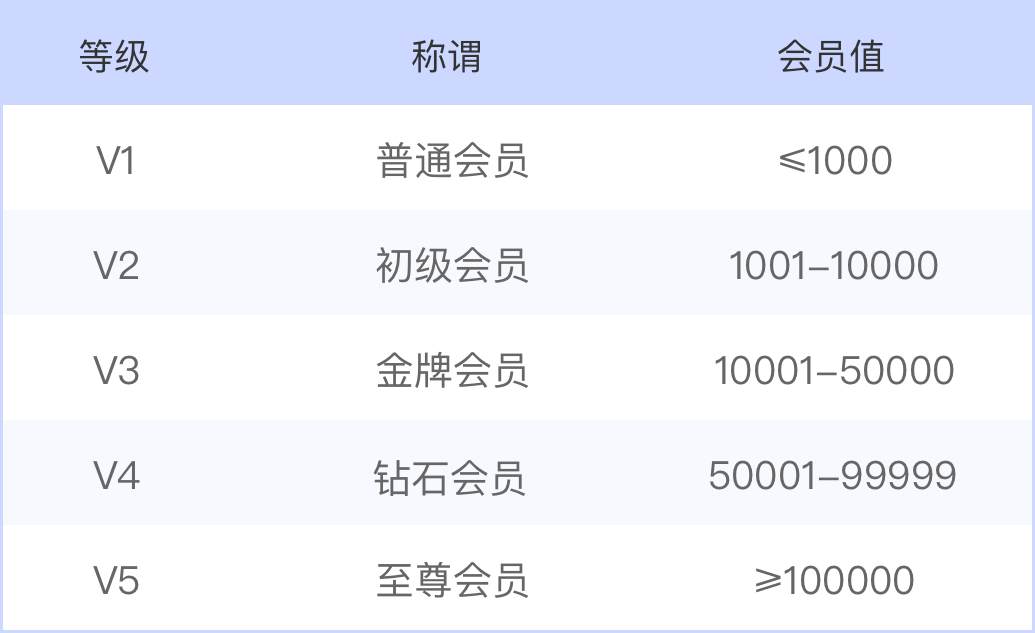 等级 称谓 会员值
V1 普通会员 ⩽1000
V2 初级会员 1001–10000
V3 金牌会员 10001–50000
V4 钻石会员 50001–99999
V5 至尊会员 ⩾100000